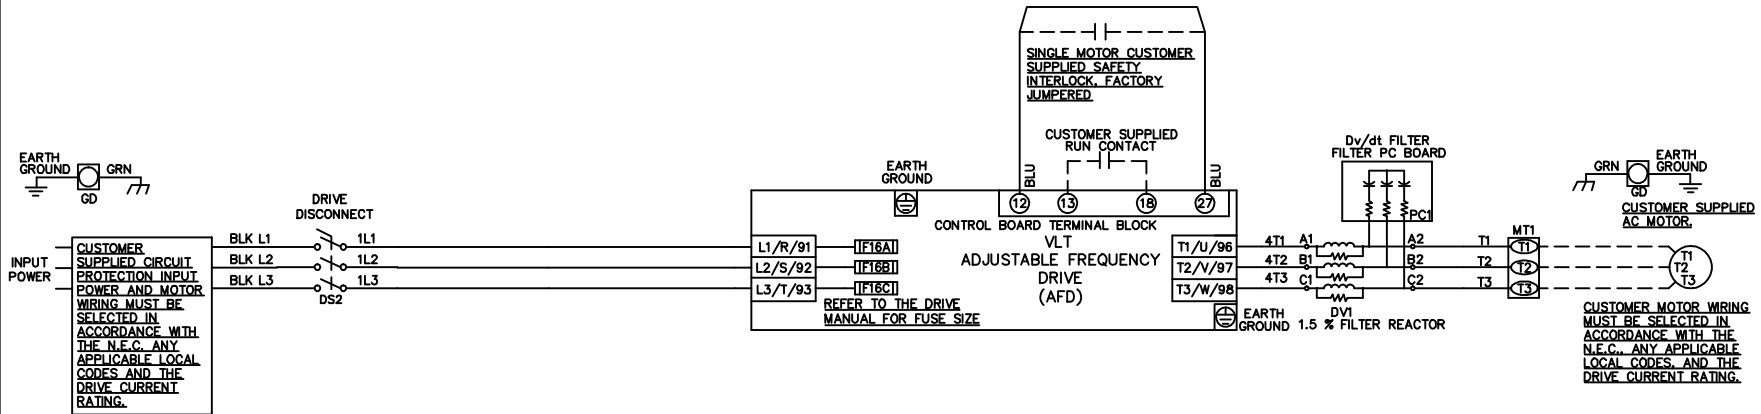 SINGLE MOTOR CUSTOMER
SUPPLIED SAFETY
INTERLOCK, FACTORY
JUMPERED
CUSTOMER SUPPLIED
RUN CONTACT
BLU
BLU
EARTH
GROUND
GRN
GD
DRIVE
DISCONNECT
EARTH
GROUND
12
13
18
27
CONTROL BOARD TERMINAL BLOCK
Dv/dt FILTER
FILTER PC BOARD
PC1
GRN
EARTH
GROUND
GD
CUSTOMER SUPPLIED
AC MOTOR.
INPUT
POWER
CUSTOMER
SUPPLIED CIRCUIT
PROTECTION INPUT
POWER AND MOTOR
WIRING MUST BE
SELECTED IN
ACCORDANCE WITH
THE N.E.C. ANY
APPLICABLE LOCAL
CODES AND THE
DRIVE CURRENT
RATING.
BLK L1
BLK L2
BLK L3
1L1
1L2
1L3
DS2
L1/R/91
L2/S/92
L3/T/93
F16A
F16B
F16C
REFER TO THE DRIVE
MANUAL FOR FUSE SIZE
VLT
ADJUSTABLE FREQUENCY
DRIVE
(AFD)
T1/U/96
T2/V/97
T3/W/98
EARTH
GROUND
4T1
4T2
4T3
A1
B1
C1
A2
B2
C2
DV1
1.5 % FILTER REACTOR
T1
T2
T3
MT1
T1
T2
T3
T1
T2
T3
CUSTOMER MOTOR WIRING
MUST BE SELECTED IN
ACCORDANCE WITH THE
N.E.C., ANY APPLICABLE
LOCAL CODES, AND THE
DRIVE CURRENT RATING.